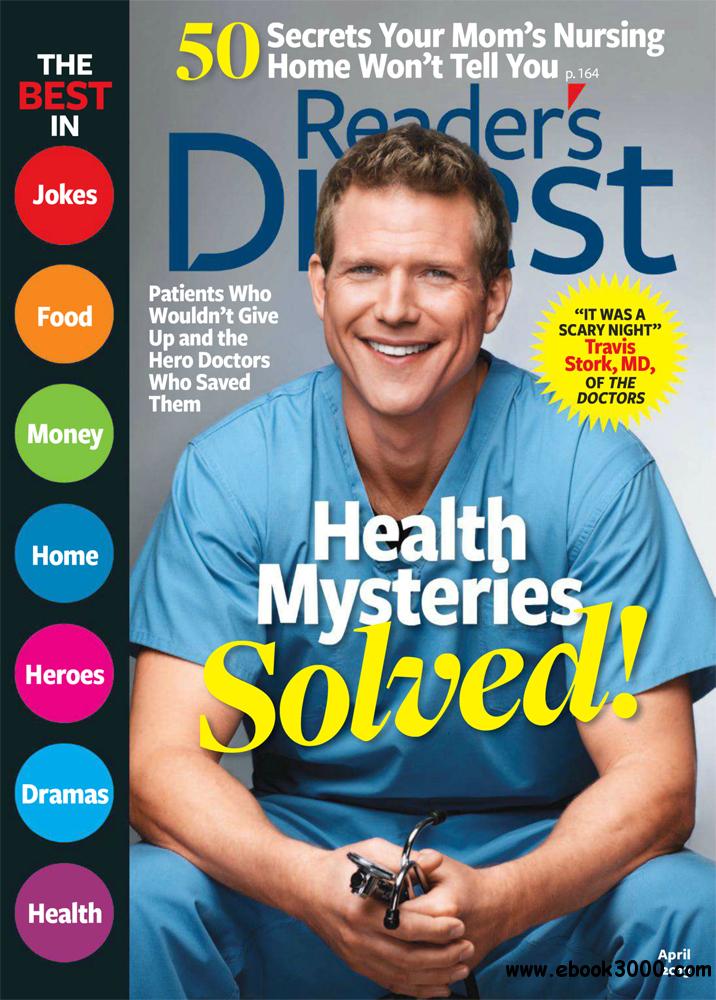 THE
BEST
IN
Jokes
Food
Money
Home
Heroes
Dramas
Health
50 Secrets Your Mom’s Nursing
Home Won’t Tell You p. 164
Reader’s
Digest
Patients Who
Wouldn’t Give
Up and the
Hero Doctors
Who Saved
Them
“IT WAS A
SCARY NIGHT”
Travis
Stork, MD,
OF THE
DOCTORS
Health
Mysteries
Solved!
April
www.ebook3000.com